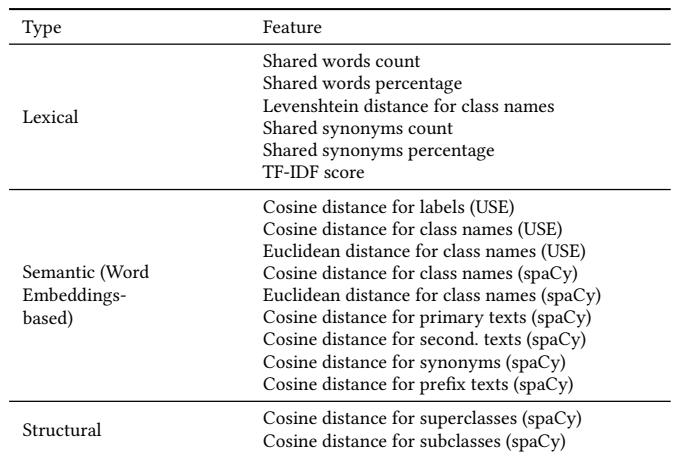 Type Feature
Lexical
Shared words count
Shared words percentage
Levenshtein distance for class names
Shared synonyms count
Shared synonyms percentage
TF-IDF score
Semantic (Word
Embeddings-
based)
Cosine distance for labels (USE)
Cosine distance for class names (USE)
Euclidean distance for class names (USE)
Cosine distance for class names (spaCy)
Euclidean distance for class names (spaCy)
Cosine distance for primary texts (spaCy)
Cosine distance for second. texts (spaCy)
Cosine distance for synonyms (spaCy)
Cosine distance for prefix texts (spaCy)
Structural
Cosine distance for superclasses (spaCy)
Cosine distance for subclasses (spaCy)